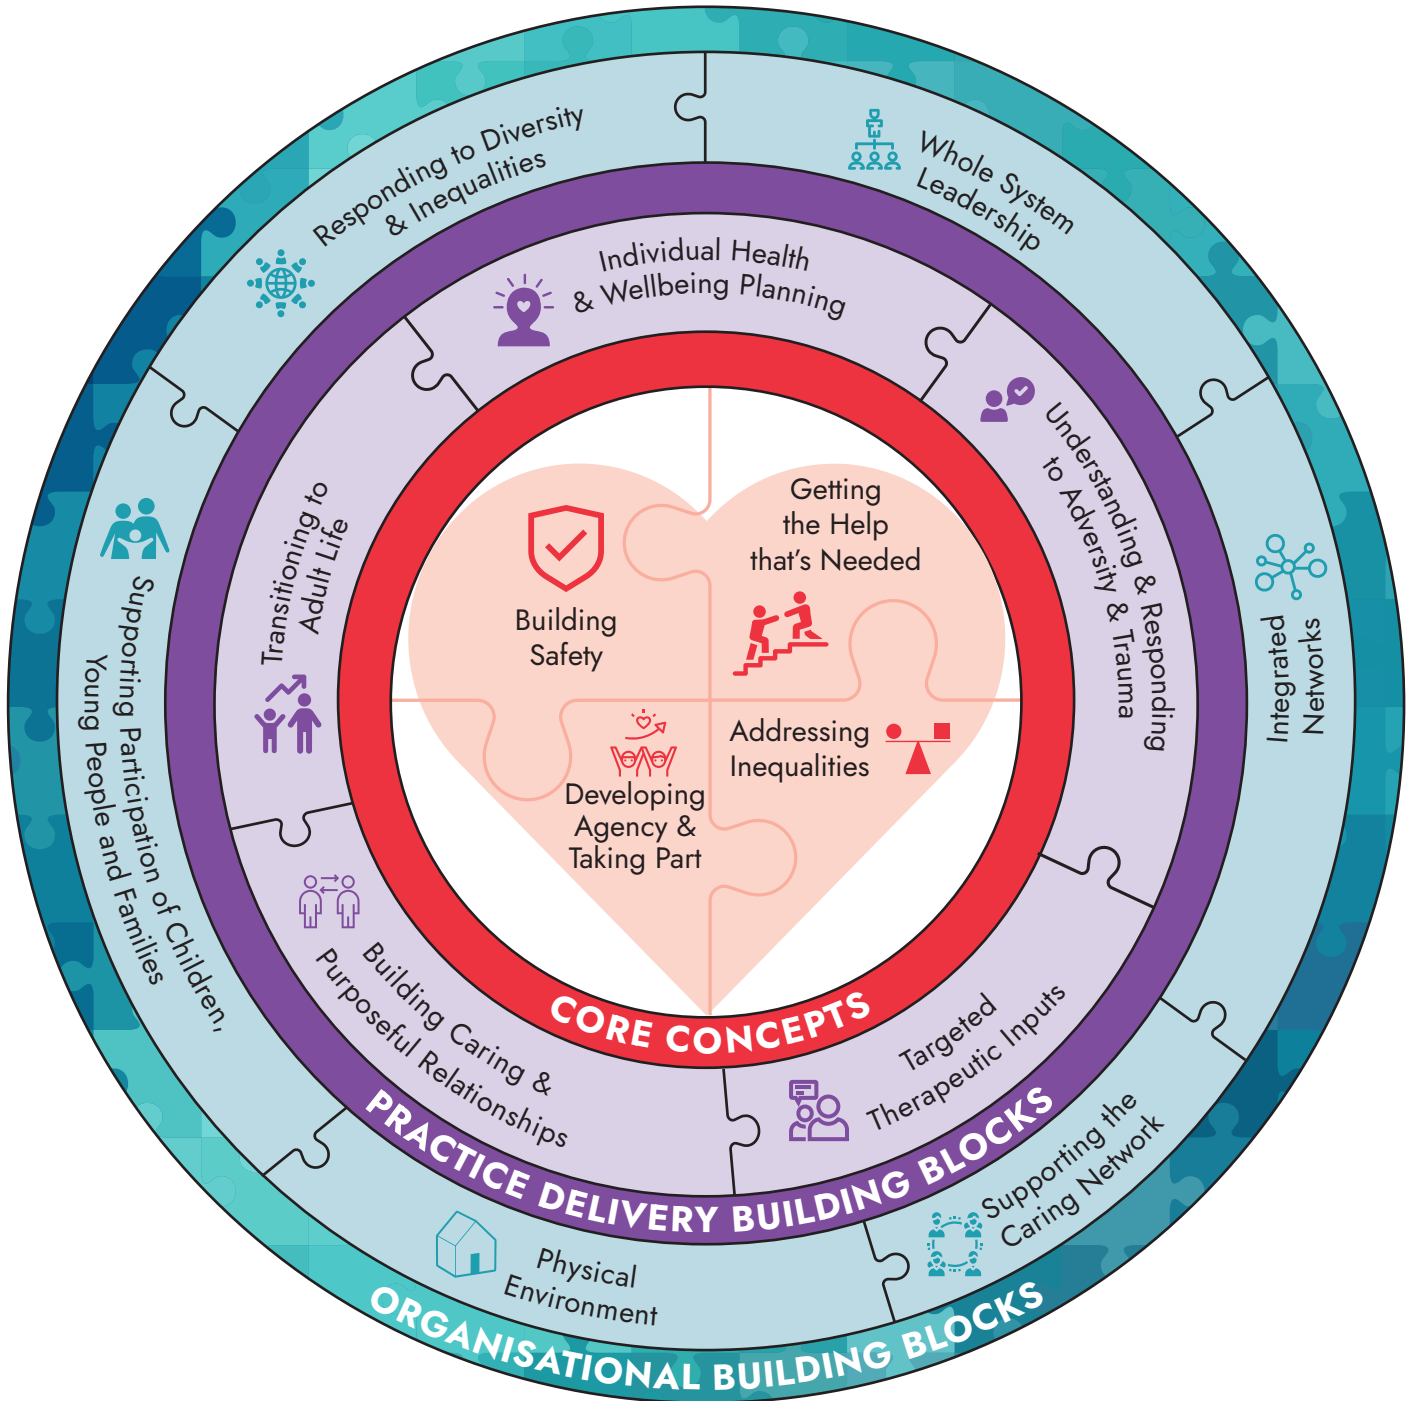 Responding to Diversity
& Inequalities
Whole System
Leadership
Integrated
Networks
Supporting the
Caring Network
Physical
Environment
Supporting Participation of Children,
Young People and Families
ORGANISATIONAL BUILDING BLOCKS
Individual Health
& Wellbeing Planning
Understanding & Responding
to Adversity & Trauma
Targeted
Therapeutic Inputs
Building Caring &
Purposeful Relationships
Transitioning to
Adult Life
PRACTICE DELIVERY BUILDING BLOCKS
Building
Safety
Getting
the Help
that's Needed
Developing
Agency &
Taking Part
Addressing
Inequalities
CORE CONCEPTS